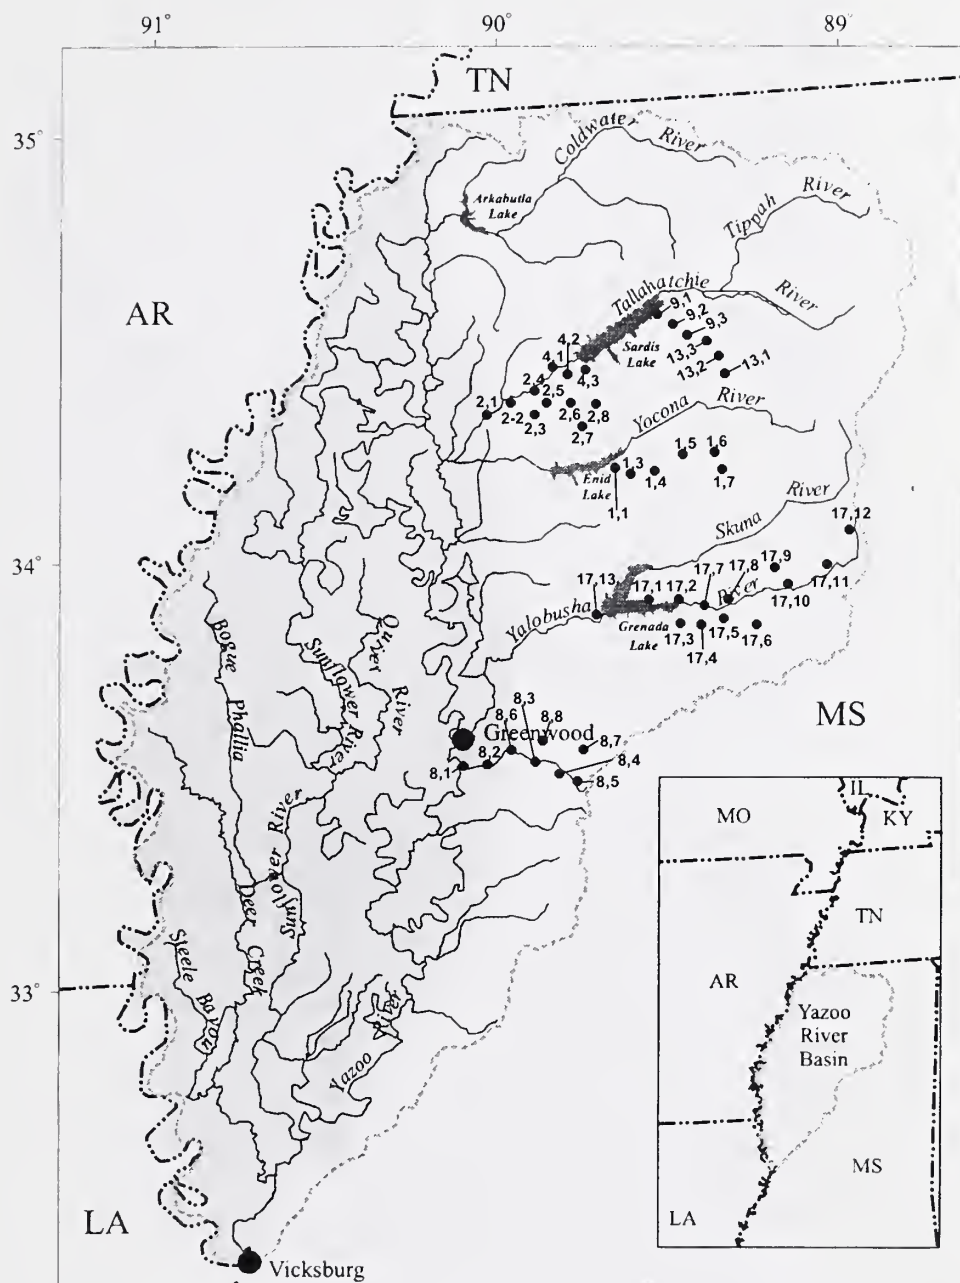 91°
90°
89°
TN
35°
Coldwater River
Arkabutla
Lake
Tippah River
AR
Tallahatchie River
9,1
9,2
9,3
4,2
Sardis
Lake
13,3
4,1
13,2
13,1
4,3
2,4
2,5
2,1
2-2
2,6
2,8
2,3
2,7
Yocona River
1,5
1,6
1,3
Enid
Lake
1,4
1,7
1,1
Skuna River
17,12
34°
17,9
17,7
17,8
17,13
17,1
17,2
17,11
17,10
Yalobusha River
Grenada
Lake
17,3
17,5
17,6
17,4
Bogue Phallia
Sunflower River
Quiver River
MS
8,3
8,6
8,8
Greenwood
8,7
8,2
8,4
8,1
8,5
Sunflower River
Deer Creek
Steele Bayou
33°
Yazoo River
LA
Vicksburg
IL
MO
KY
TN
AR
Yazoo
River
Basin
MS
LA